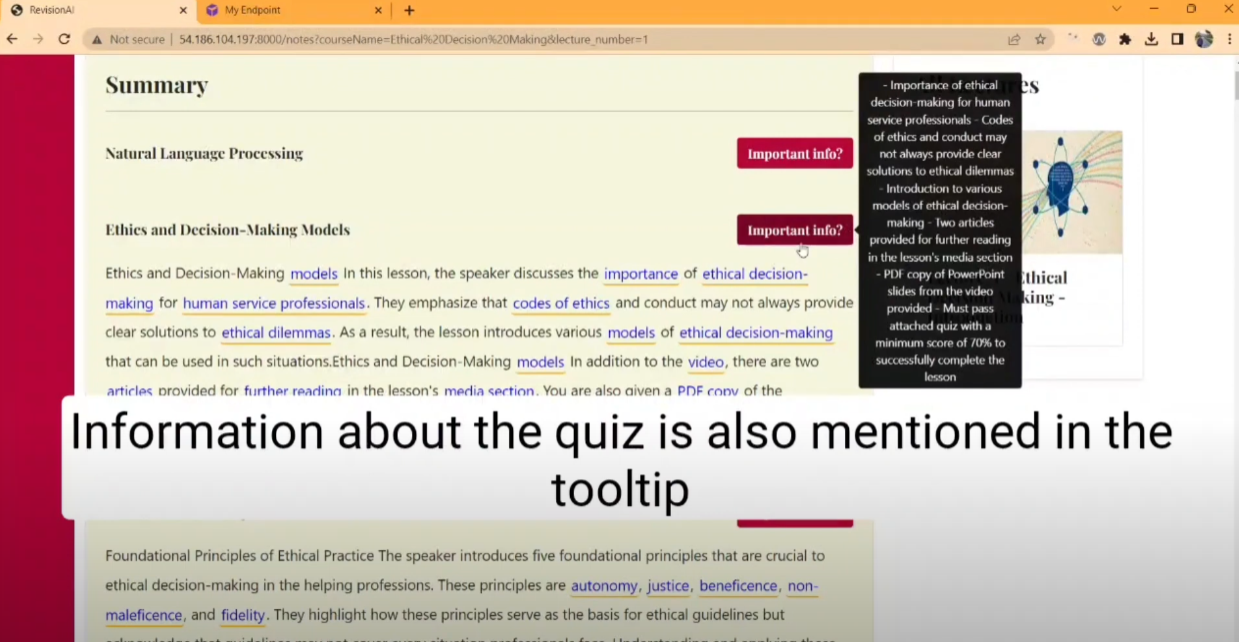 RevisionAI
My Endpoint
Not secure | 54.186.104.197:8000/notes?courseName=Ethical%20Decision%20Making&lecture_number=1
Summary
Natural Language Processing
Important info?
Ethics and Decision-Making Models
Important info?
Ethics and Decision-Making models In this lesson, the speaker discusses the importance of ethical decision-
making for human service professionals. They emphasize that codes of ethics and conduct may not always provide
clear solutions to ethical dilemmas. As a result, the lesson introduces various models of ethical decision-making
that can be used in such situations.Ethics and Decision-Making models In addition to the video, there are two
articles provided for further reading in the lesson's media section. You are also given a PDF copy of the
- Importance of ethical
decision-making for human
service professionals - Codes
of ethics and conduct may
not always provide clear
solutions to ethical dilemmas
- Introduction to various
models of ethical decision-
making - Two articles
provided for further reading
in the lesson's media section
- PDF copy of PowerPoint
slides from the video
provided - Must pass
attached quiz with a
minimum score of 70% to
successfully complete the
lesson
Ethical
Making -
Information about the quiz is also mentioned in the
tooltip
Foundational Principles of Ethical Practice The speaker introduces five foundational principles that are crucial to
ethical decision-making in the helping professions. These principles are autonomy, justice, beneficence, non-
maleficence, and fidelity. They highlight how these principles serve as the basis for ethical guidelines but